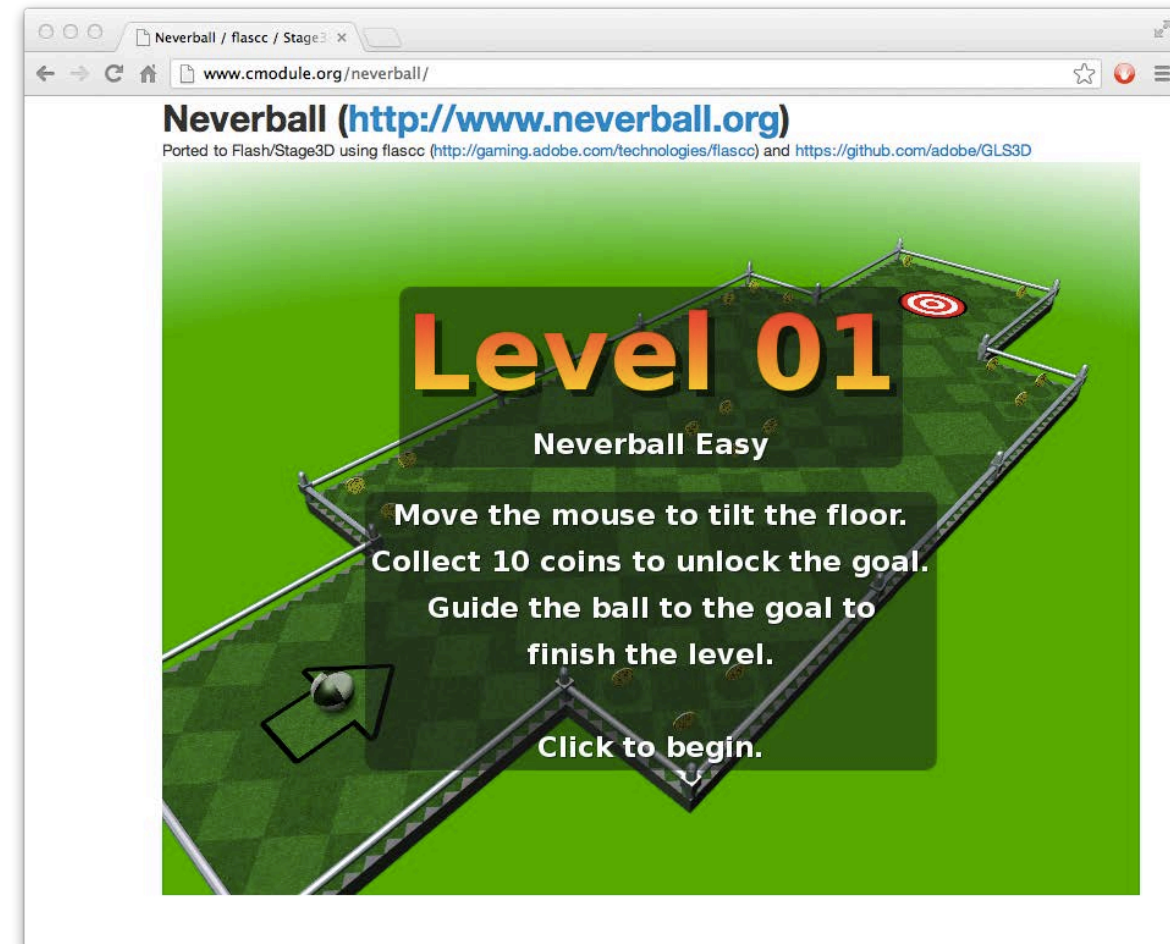 Neverball / flascc / Stage3
www.cmodule.org/neverball/
Neverball (http://www.neverball.org)
Ported to Flash/Stage3D using flascc (http://gaming.adobe.com/technologies/flascc) and https://github.com/adobe/GLS3D
Level 01
Neverball Easy
Move the mouse to tilt the floor.
Collect 10 coins to unlock the goal.
Guide the ball to the goal to
finish the level.
Click to begin.